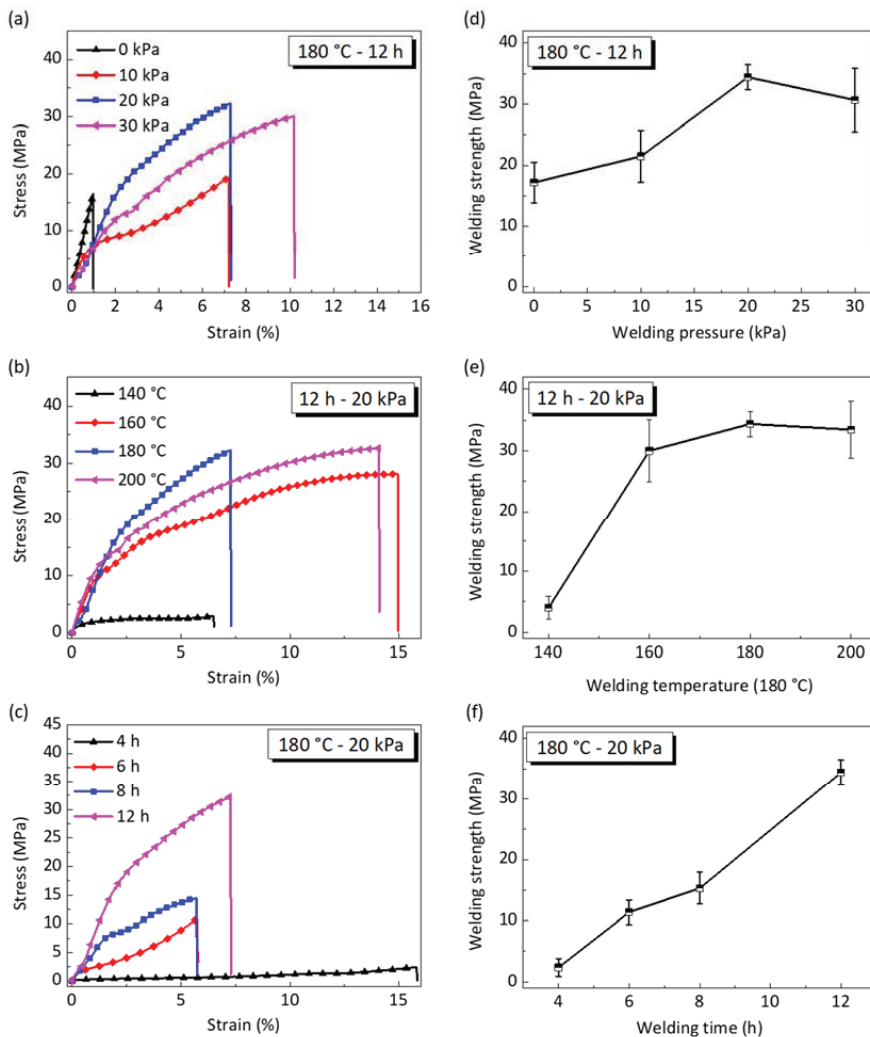 (a)
180 °C - 12 h
0 kPa
10 kPa
20 kPa
30 kPa
40
30
20
10
0
Stress (MPa)
0 2 4 6 8 10 12 14 16
Strain (%)
(d)
180 °C - 12 h
40
30
20
10
0
Welding strength (MPa)
0 5 10 15 20 25 30
Welding pressure (kPa)
(b)
12 h - 20 kPa
140 °C
160 °C
180 °C
200 °C
40
30
20
10
0
Stress (MPa)
0 5 10 15
Strain (%)
(e)
12 h - 20 kPa
40
30
20
10
0
Welding strength (MPa)
140 160 180 200
Welding temperature (180 °C)
(c)
180 °C - 20 kPa
4 h
6 h
8 h
12 h
45
40
35
30
25
20
15
10
5
0
Stress (MPa)
0 5 10 15
Strain (%)
(f)
180 °C - 20 kPa
40
30
20
10
0
Welding strength (MPa)
4 6 8 10 12
Welding time (h)